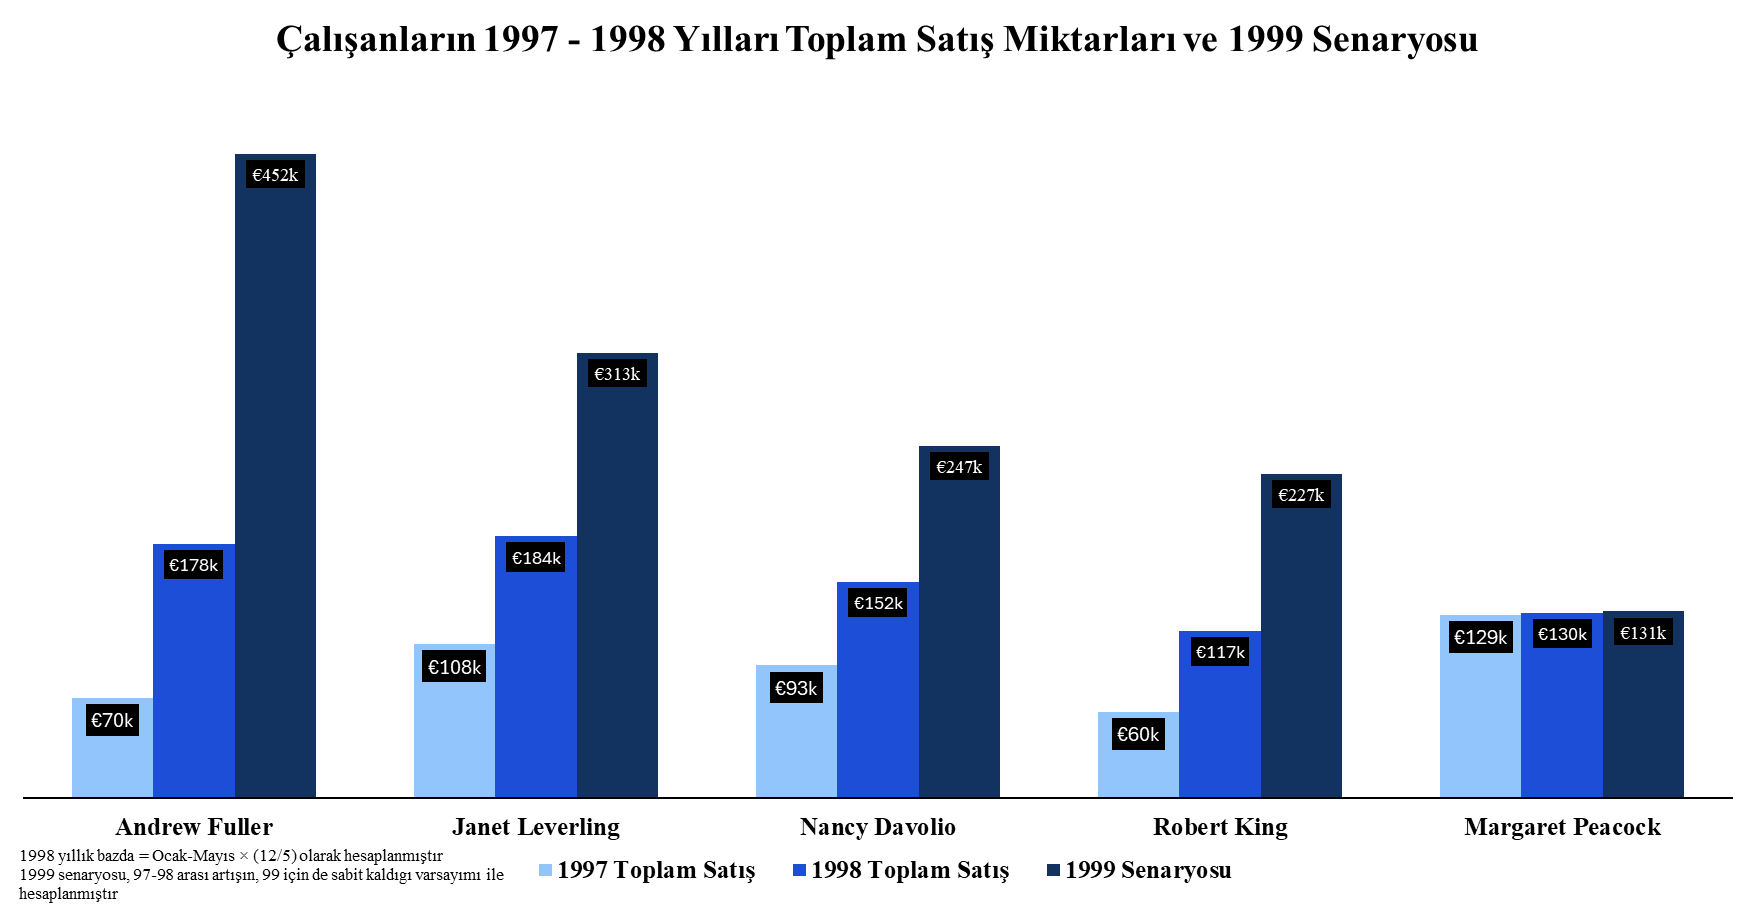 Çalışanların 1997 - 1998 Yılları Toplam Satış Miktarları ve 1999 Senaryosu
€452k
€313k
€247k
€227k
€178k
€184k
€152k
€117k
€129k
€130k
€131k
€108k
€93k
€70k
€60k
Andrew Fuller
Janet Leverling
Nancy Davolio
Robert King
Margaret Peacock
1998 yıllık bazda = Ocak-Mayıs × (12/5) olarak hesaplanmıştır
1999 senaryosu, 97-98 arası artışın, 99 için de sabit kaldıgı varsayımı ile
hesaplanmıştır
1997 Toplam Satış
1998 Toplam Satış
1999 Senaryosu